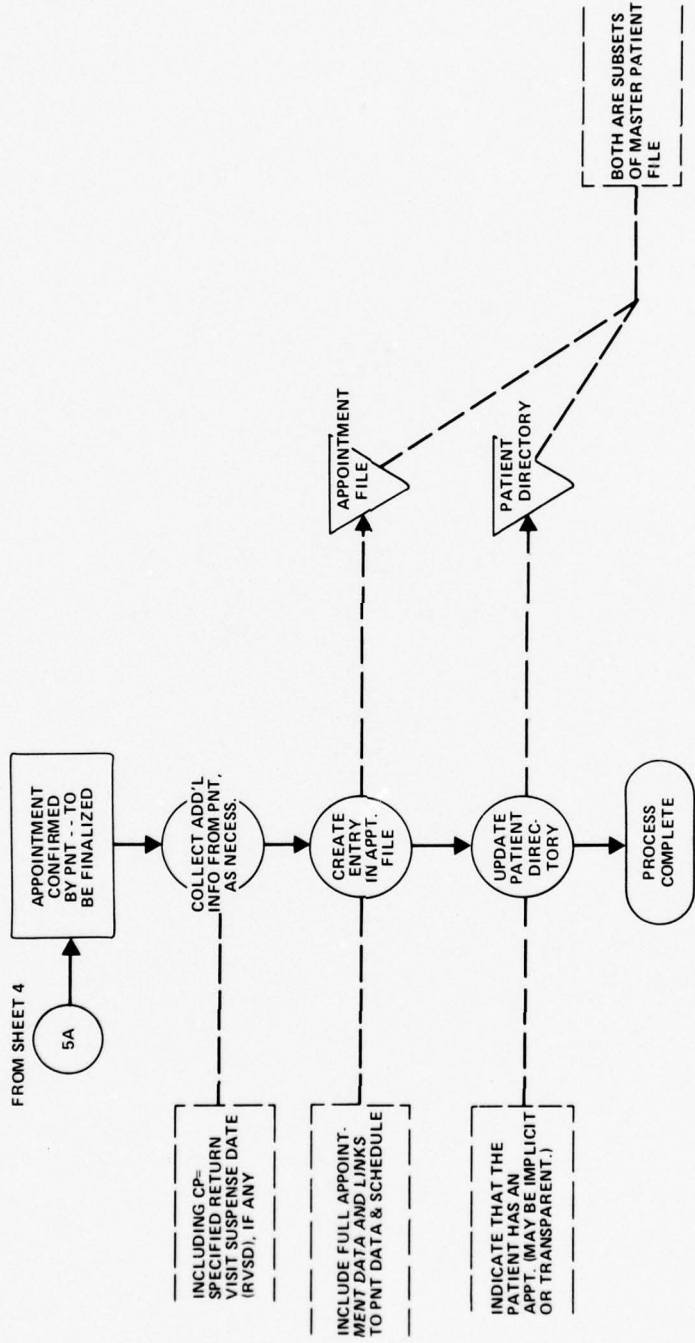 FROM SHEET 4
5A
APPOINTMENT
CONFIRMED
BY PNT - - TO
BE FINALIZED
INCLUDING CP=
SPECIFIED RETURN
VISIT SUSPENSE DATE
(RVSD), IF ANY
COLLECT ADD'L
INFO FROM PNT,
AS NECESS.
INCLUDE FULL APPOINT-
MENT DATA AND LINKS
TO PNT DATA & SCHEDULE
CREATE
ENTRY
IN APPT.
FILE
APPOINTMENT
FILE
INDICATE THAT THE
PATIENT HAS AN
APPT. (MAY BE IMPLICIT
OR TRANSPARENT.)
UPDATE
PATIENT
DIREC-
TORY
PATIENT
DIRECTORY
BOTH ARE SUBSETS
OF MASTER PATIENT
FILE
PROCESS
COMPLETE